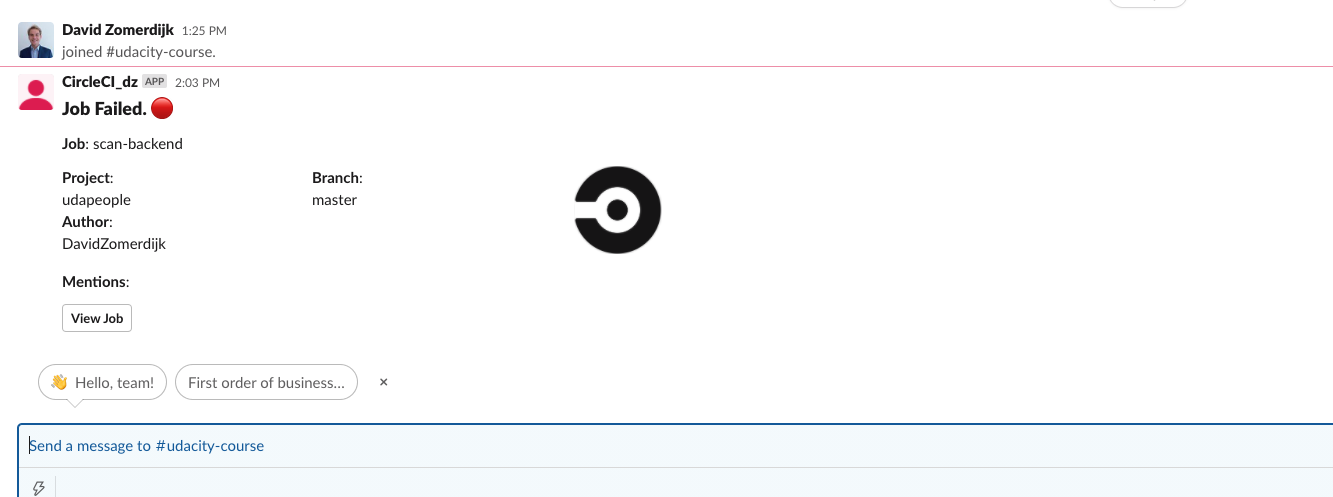 David Zomerdijk 1:25 PM
joined #udacity-course.
CircleCI_dz APP 2:03 PM
Job Failed.
Job: scan-backend
Project: Branch:
udapeople master
Author:
DavidZomerdijk
Mentions:
View Job
Hello, team! First order of business...
Send a message to #udacity-course